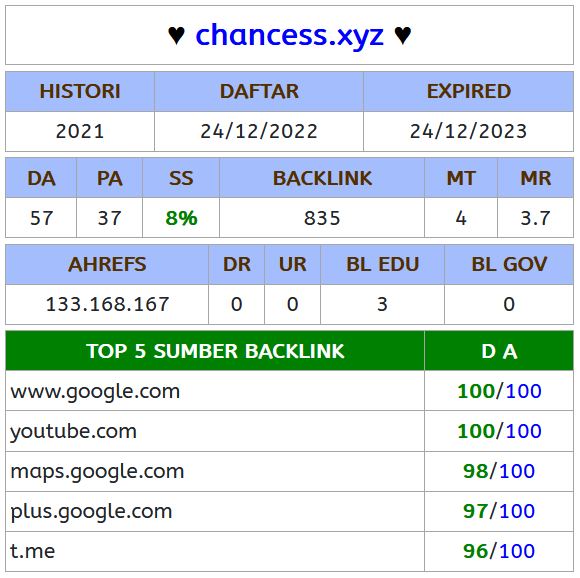 ♥ chancess.xyz ♥
HISTORI DAFTAR EXPIRED
2021 24/12/2022 24/12/2023
DA PA SS BACKLINK MT MR
57 37 8% 835 4 3.7
AHREFS DR UR BL EDU BL GOV
133.168.167 0 0 3 0
TOP 5 SUMBER BACKLINK D A
www.google.com 100/100
youtube.com 100/100
maps.google.com 98/100
plus.google.com 97/100
t.me 96/100